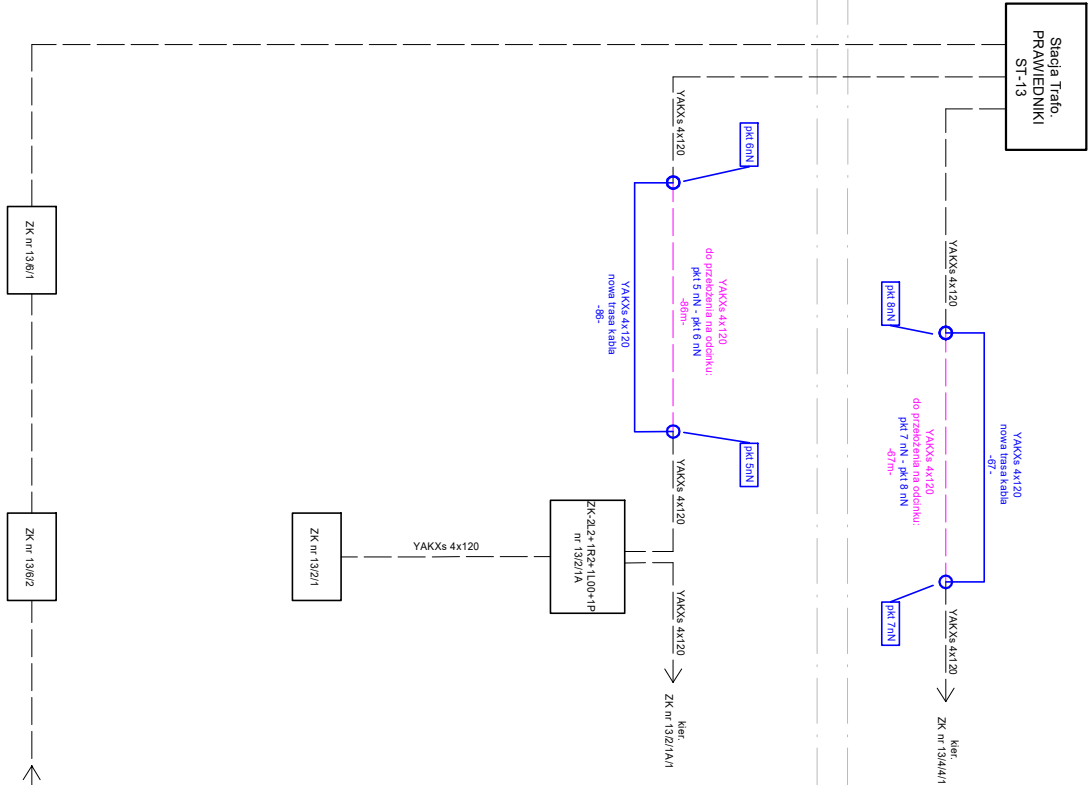 Stacja Trafo.
PRAWIEDNIKI
ST-13
YAKXs 4x120
pkt 8nN
YAKXs 4x120
nowa trasa kabla
-67-
YAKXs 4x120
do przełożenia na odcinku:
pkt 7 nN - pkt 8 nN
-67m-
pkt 7nN
YAKXs 4x120
kier.
ZK nr 13/4/4/1
YAKXs 4x120
pkt 6nN
YAKXs 4x120
do przełożenia na odcinku:
pkt 5 nN - pkt 6 nN
-86m-
YAKXs 4x120
nowa trasa kabla
-86-
pkt 5nN
YAKXs 4x120
ZK-2L2+1R2+1L00+1P
nr 13/2/1A
YAKXs 4x120
kier.
ZK nr 13/2/1A/1
YAKXs 4x120
ZK nr 13/2/1
ZK nr 13/6/1
ZK nr 13/6/2